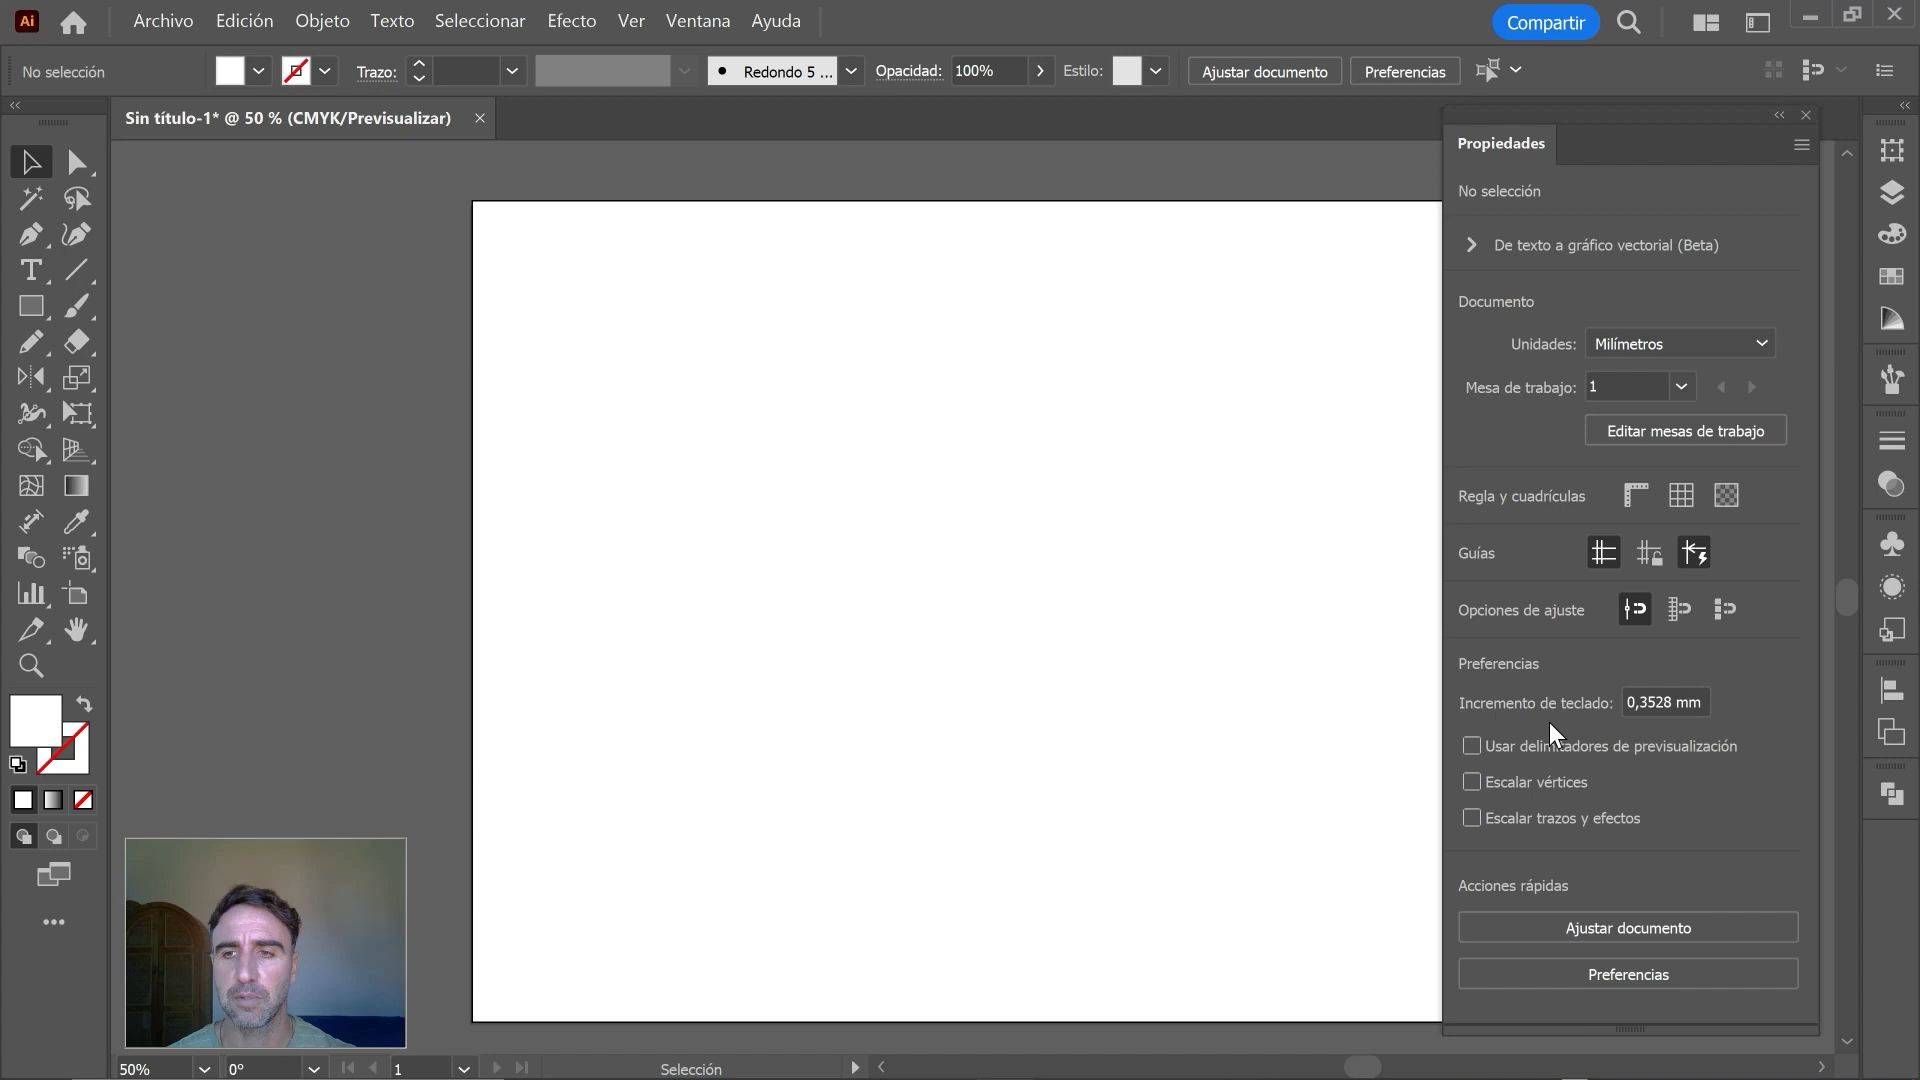 Ai
Archivo Edición Objeto Texto Seleccionar Efecto Ver Ventana Ayuda
Compartir
No selección
Trazo:
Redondo 5 ...
Opacidad: 100%
Estilo:
Ajustar documento
Preferencias
Sin título-1* @ 50 % (CMYK/Previsualizar)
Propiedades
No selección
De texto a gráfico vectorial (Beta)
Documento
Unidades: Milímetros
Mesa de trabajo: 1
Editar mesas de trabajo
Regla y cuadrículas
Guías
Opciones de ajuste
Preferencias
Incremento de teclado: 0,3528 mm
Usar delimitadores de previsualización
Escalar vértices
Escalar trazos y efectos
Acciones rápidas
Ajustar documento
Preferencias
50% 0° 1 Selección